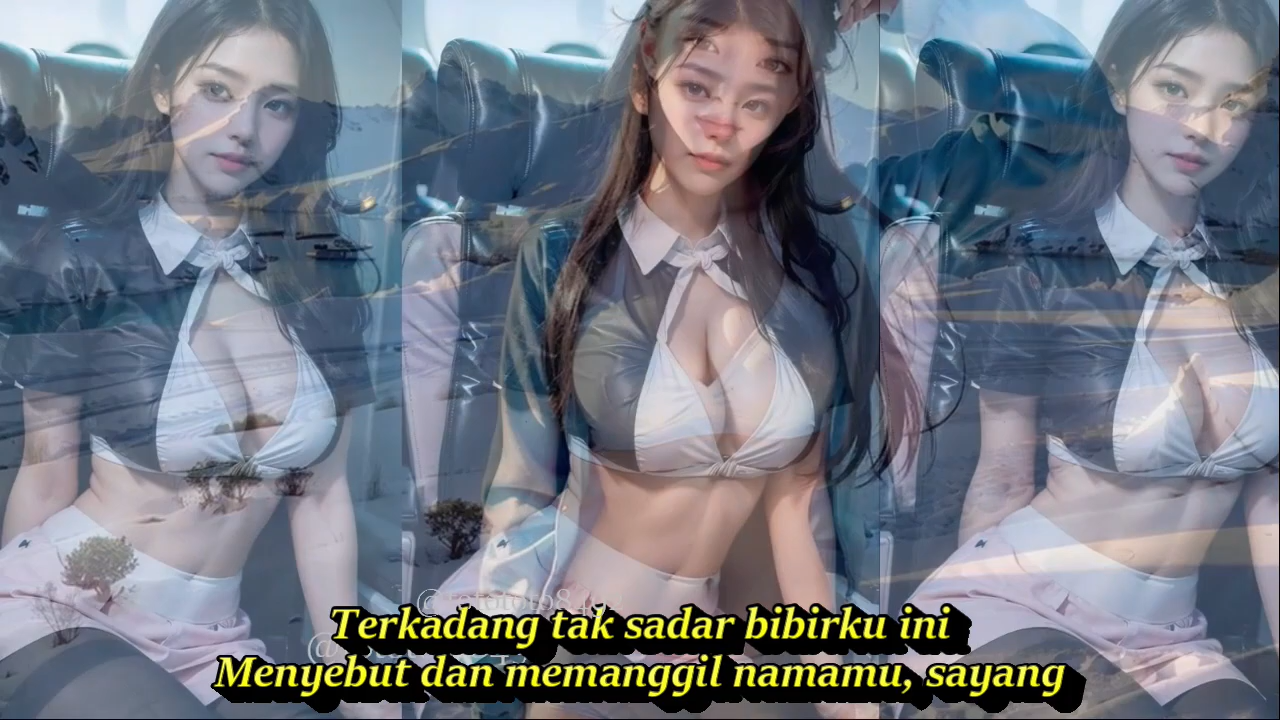 Terkadang tak sadar bibirku ini
Menyebut dan memanggil namamu, sayang